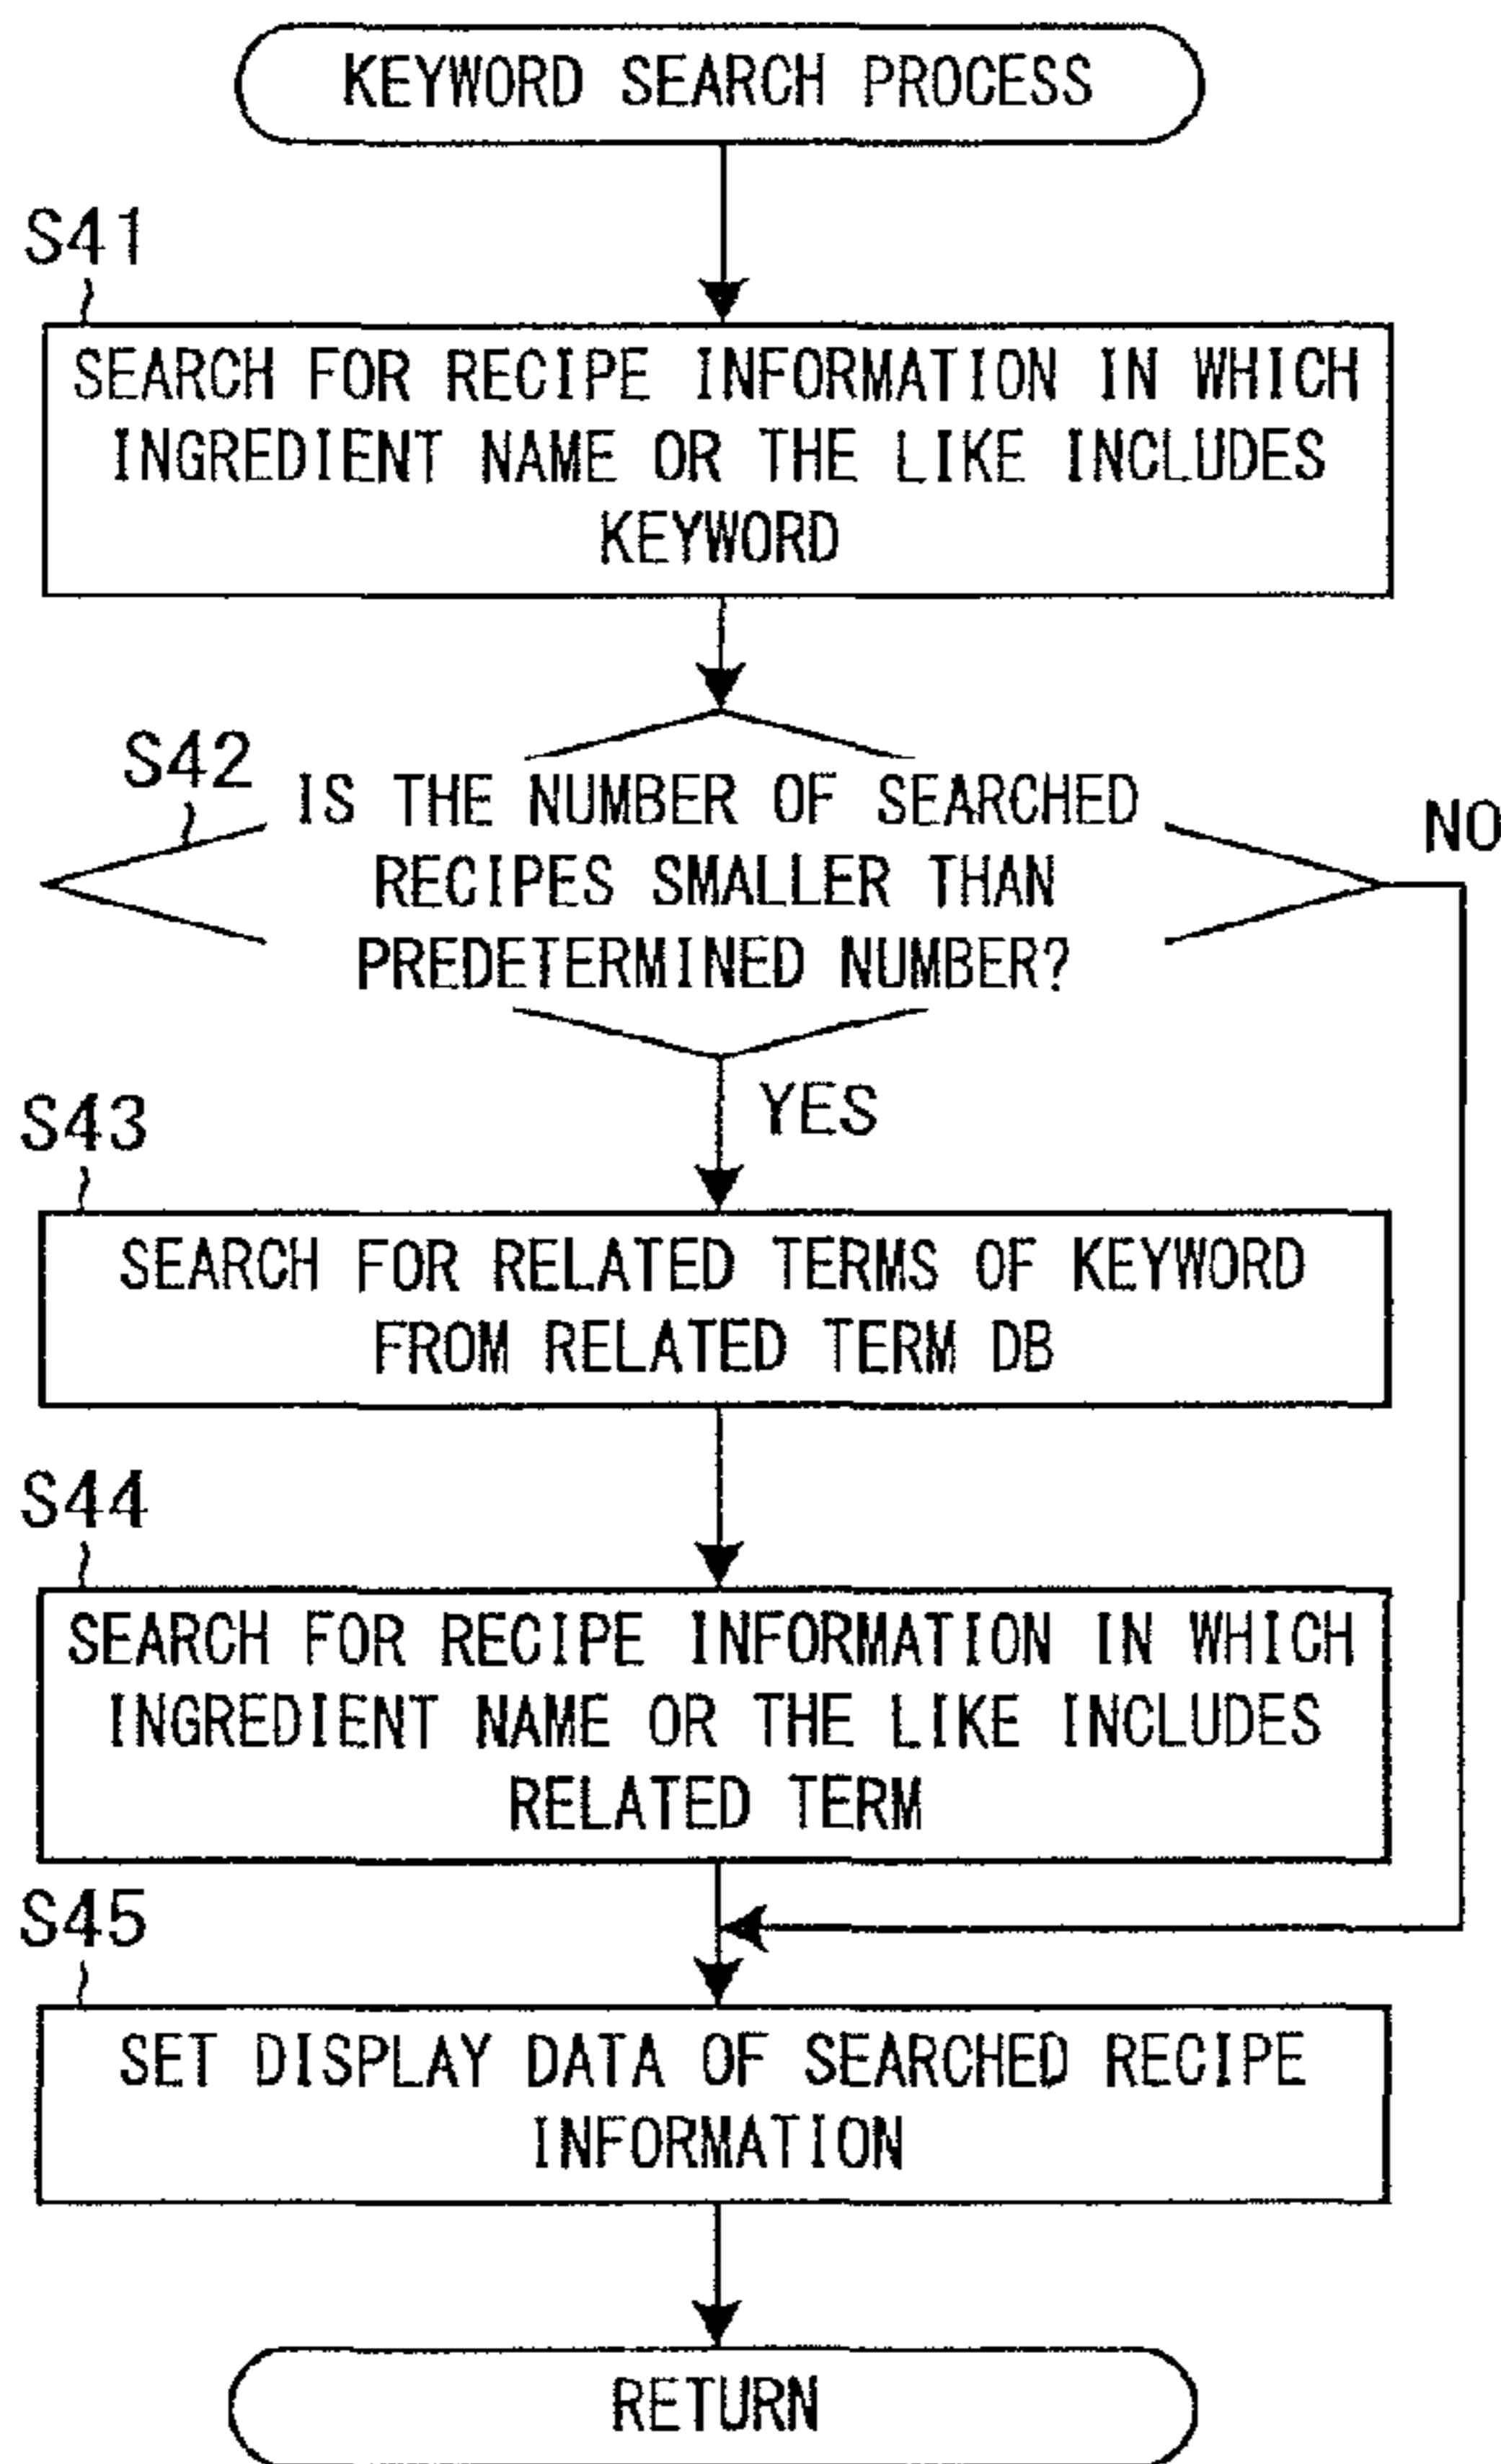 KEYWORD SEARCH PROCESS
S41
SEARCH FOR RECIPE INFORMATION IN WHICH
INGREDIENT NAME OR THE LIKE INCLUDES
KEYWORD
S42
IS THE NUMBER OF SEARCHED
RECIPES SMALLER THAN
PREDETERMINED NUMBER?
NO
YES
S43
SEARCH FOR RELATED TERMS OF KEYWORD
FROM RELATED TERM DB
S44
SEARCH FOR RECIPE INFORMATION IN WHICH
INGREDIENT NAME OR THE LIKE INCLUDES
RELATED TERM
S45
SET DISPLAY DATA OF SEARCHED RECIPE
INFORMATION
RETURN